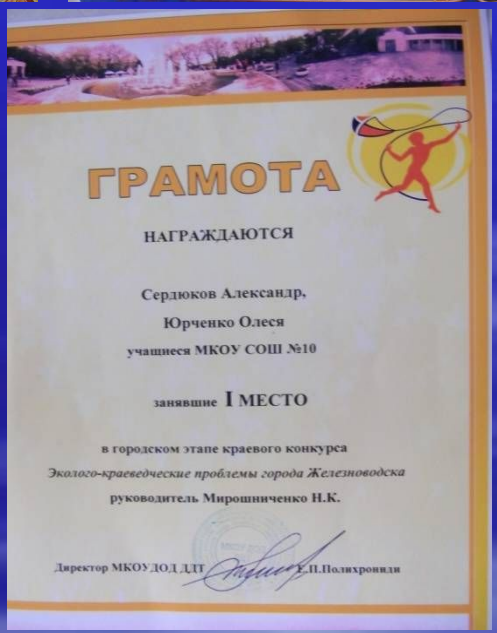 ГРАМОТА
НАГРАЖДАЮТСЯ
Сердюков Александр,
Юрченко Олеся
учащиеся МКОУ СОШ №10
занявшие I МЕСТО
в городском этапе краевого конкурса
Эколого-краеведческие проблемы города Железноводска
руководитель Мирошниченко Н.К.
Директор МКОУДОД ДДТ Е.П.Полихрониди